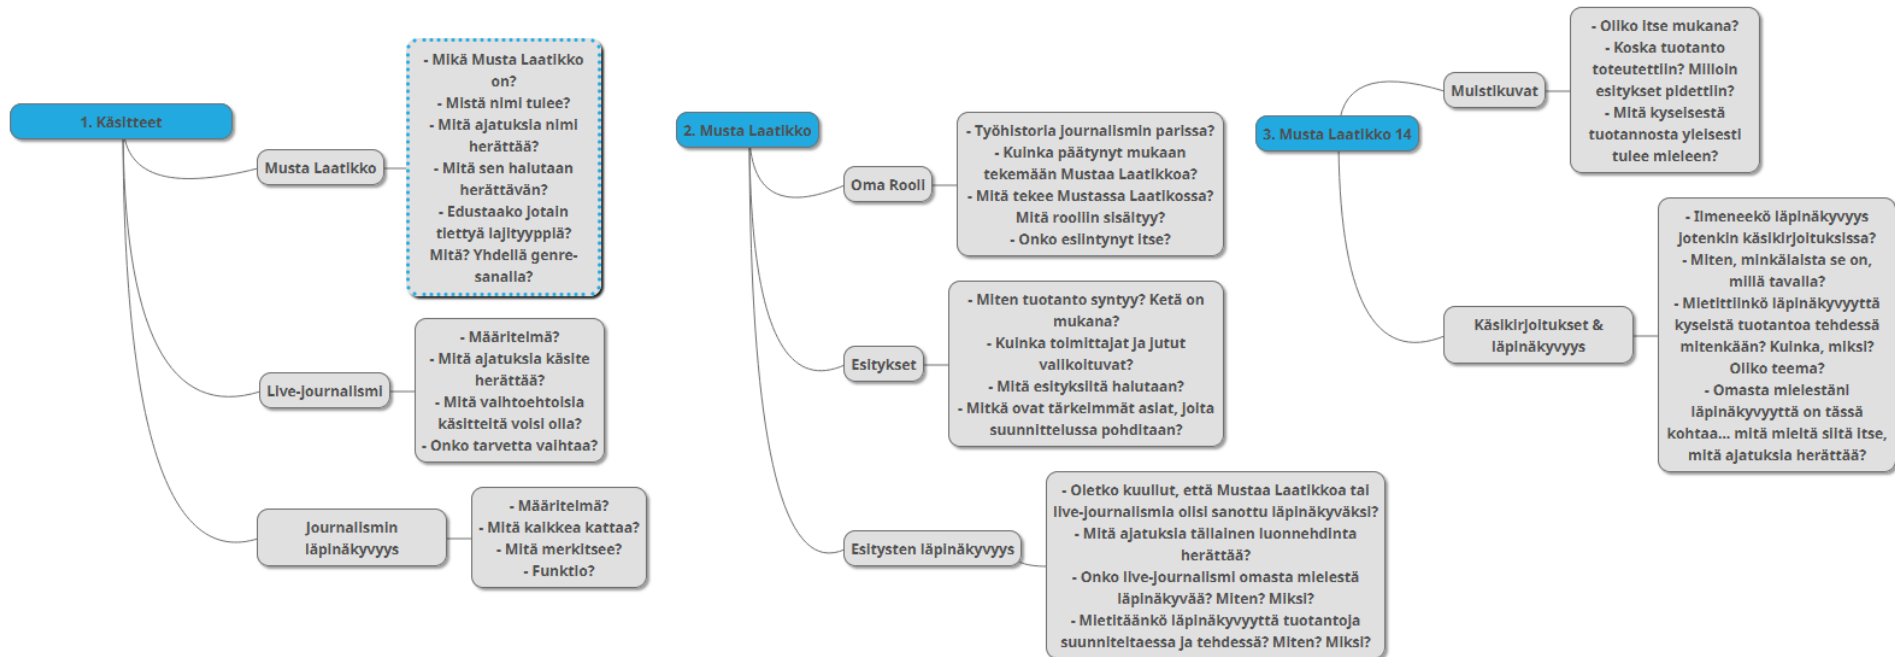 1. Käsitteet
Musta Laatikko
- Mikä Musta Laatikko
on?
- Mistä nimi tulee?
- Mitä ajatuksia nimi
herättää?
- Mitä sen halutaan
herättävän?
- Edustaako jotain
tiettyä lajityyppiä?
Mitä? Yhdellä genre-
sanalla?
Live-journalismi
- Määritelmä?
- Mitä ajatuksia käsite
herättää?
- Mitä vaihtoehtoisia
käsitteitä voisi olla?
- Onko tarvetta vaihtaa?
Journalismin
läpinäkyvyys
- Määritelmä?
- Mitä kaikkea kattaa?
- Mitä merkitsee?
- Funktio?
2. Musta Laatikko
Oma Rooli
- Työhistoria journalismin parissa?
- Kuinka päätynyt mukaan
tekemään Mustaa Laatikkoa?
- Mitä tekee Mustassa Laatikossa?
Mitä rooliin sisältyy?
- Onko esiintynyt itse?
Esitykset
- Miten tuotanto syntyy? Ketä on
mukana?
- Kuinka toimittajat ja jutut
valikoituvat?
- Mitä esityksiltä halutaan?
- Mitkä ovat tärkeimmät asiat, joita
suunnittelussa pohditaan?
Esitysten läpinäkyvyys
- Oletko kuullut, että Mustaa Laatikkoa tai
live-journalismia olisi sanottu läpinäkyväksi?
- Mitä ajatuksia tällainen luonnehdinta
herättää?
- Onko live-journalismi omasta mielestä
läpinäkyvää? Miten? Miksi?
- Mietitäänkö läpinäkyvyyttä tuotantoja
suunniteltaessa ja tehdessä? Miten? Miksi?
3. Musta Laatikko 14
Muistikuvat
- Oliko itse mukana?
- Koska tuotanto
toteutettiin? Milloin
esitykset pidettiin?
- Mitä kyseisestä
tuotannosta yleisesti
tulee mieleen?
Käsikirjoitukset &
läpinäkyvyys
- Ilmeneekö läpinäkyvyys
jotenkin käsikirjoituksissa?
- Miten, minkälaista se on,
millä tavalla?
- Mietittiinkö läpinäkyvyyttä
kyseistä tuotantoa tehdessä
mitenkään? Kuinka, miksi?
Oliko teema?
- Omasta mielestäni
läpinäkyvyyttä on tässä
kohtaa... mitä mieltä siitä itse,
mitä ajatuksia herättää?